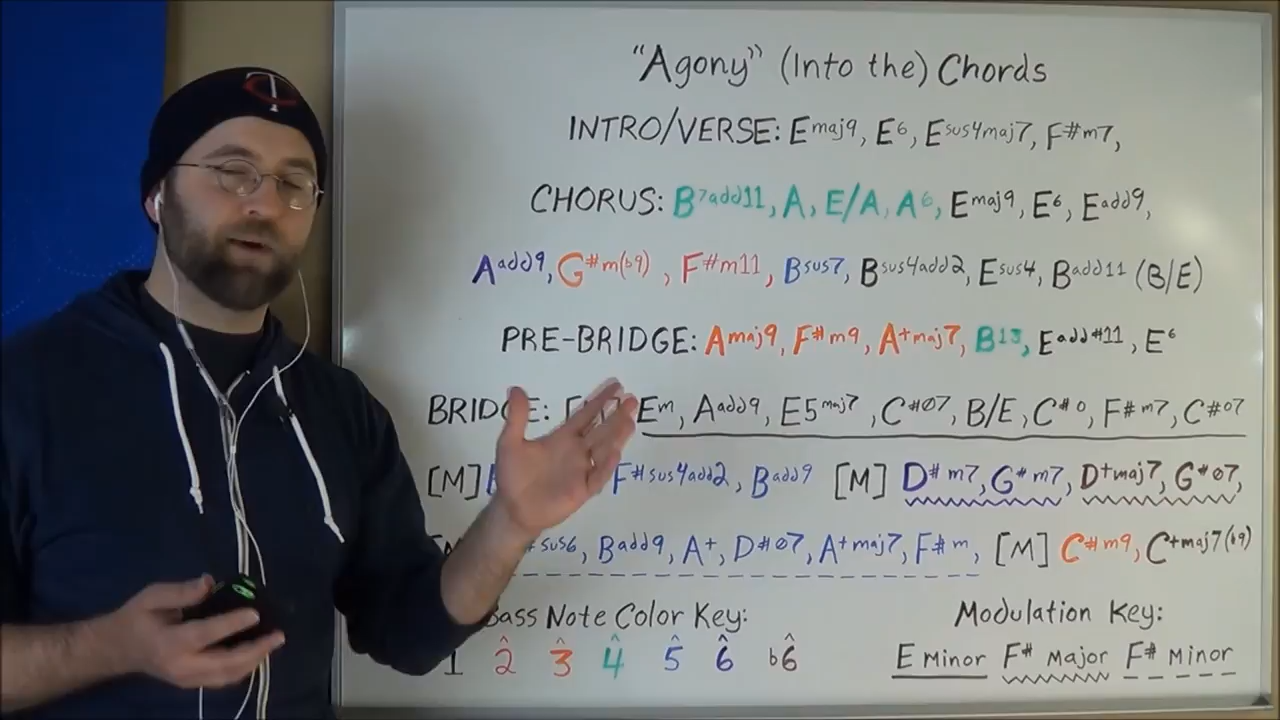 "Agony" (Into the) Chords
INTRO/VERSE: Emaj9, E6, Esus4maj7, F#m7,
CHORUS: B7add11, A, E/A, A6, Emaj9, E6, Eadd9,
Aadd9, G#m(b9), F#m11, Bsus7, Bsus4add2, Esus4, Badd11 (B/E)
PRE-BRIDGE: Amaj9, F#m9, A+maj7, B13, Eadd#11, E6
BRIDGE: Em, Aadd9, E5maj7, C#ø7, B/E, C#o, F#m7, C#ø7
[M] F#sus4add2, Badd9 [M] D#m7, G#m7, D+maj7, G#ø7,
sus6, Badd9, A+, D#ø7, A+maj7, F#m, [M] C#m9, C+maj7(b9)
Bass Note Color Key:
1 2̂ 3̂ 4̂ 5̂ 6̂ b6̂
Modulation Key:
E Minor F# Major F# Minor
TC